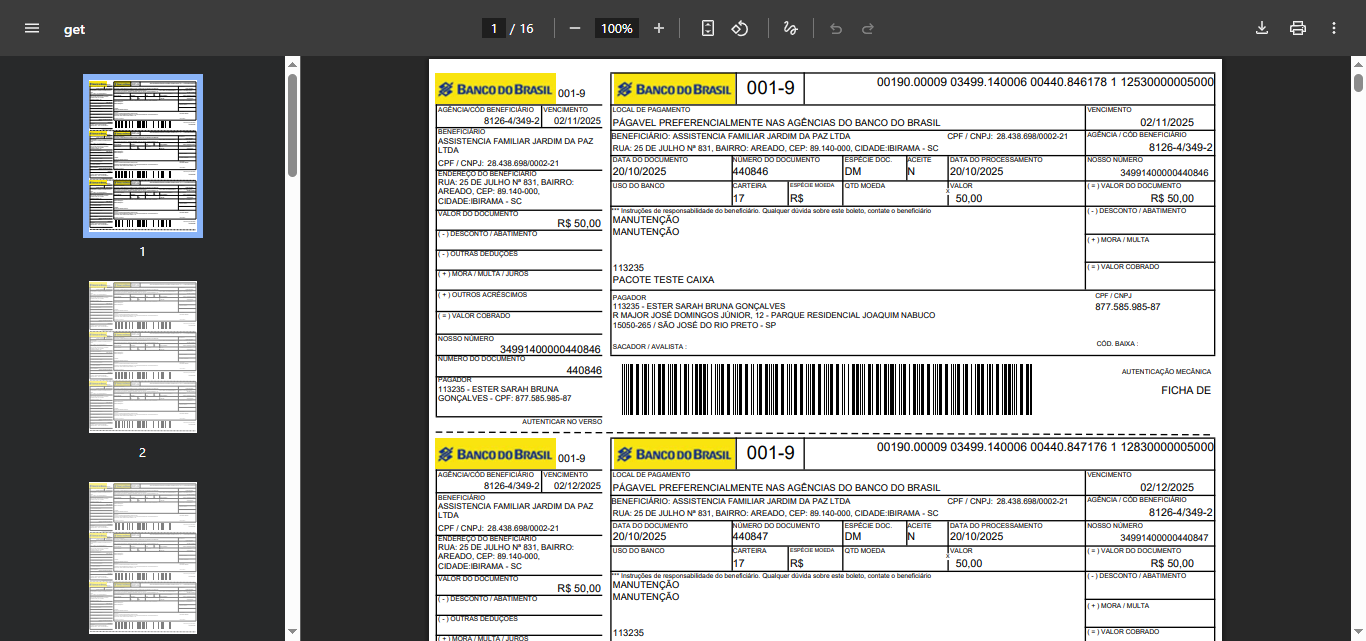 get
1 / 16
100%
1
2
BANCO DO BRASIL 001-9
AGÊNCIA/CÓD BENEFICIÁRIO VENCIMENTO
8126-4/349-2 02/11/2025
BENEFICIÁRIO
ASSISTENCIA FAMILIAR JARDIM DA PAZ
LTDA
CPF / CNPJ: 28.438.698/0002-21
ENDEREÇO DO BENEFICIÁRIO
RUA: 25 DE JULHO Nº 831, BAIRRO:
AREADO, CEP: 89.140-000,
CIDADE:IBIRAMA - SC
VALOR DO DOCUMENTO
R$ 50,00
( - ) DESCONTO / ABATIMENTO
( - ) OUTRAS DEDUÇÕES
( + ) MORA / MULTA / JUROS
( + ) OUTROS ACRÉSCIMOS
( = ) VALOR COBRADO
NOSSO NÚMERO
34991400000440846
NÚMERO DO DOCUMENTO
440846
PAGADOR
113235 - ESTER SARAH BRUNA
GONÇALVES - CPF: 877.585.985-87
AUTENTICAR NO VERSO
BANCO DO BRASIL 001-9 00190.00009 03499.140006 00440.846178 1 12530000005000
LOCAL DE PAGAMENTO VENCIMENTO
PÁGAVEL PREFERENCIALMENTE NAS AGÊNCIAS DO BANCO DO BRASIL 02/11/2025
BENEFICIÁRIO: ASSISTENCIA FAMILIAR JARDIM DA PAZ LTDA CPF / CNPJ: 28.438.698/0002-21 AGÊNCIA / CÓD BENEFICIÁRIO
RUA: 25 DE JULHO Nº 831, BAIRRO: AREADO, CEP: 89.140-000, CIDADE:IBIRAMA - SC 8126-4/349-2
DATA DO DOCUMENTO NÚMERO DO DOCUMENTO ESPÉCIE DOC. ACEITE DATA DO PROCESSAMENTO NOSSO NÚMERO
20/10/2025 440846 DM N 20/10/2025 34991400000440846
USO DO BANCO CARTEIRA ESPÉCIE MOEDA QTD MOEDA VALOR ( = ) VALOR DO DOCUMENTO
17 R$ x 50,00 R$ 50,00
*** Instruções de responsabilidade do beneficiário. Qualquer dúvida sobre este boleto, contate o beneficiário ( - ) DESCONTO / ABATIMENTO
MANUTENÇÃO
MANUTENÇÃO
( + ) MORA / MULTA
113235 ( = ) VALOR COBRADO
PACOTE TESTE CAIXA
PAGADOR CPF / CNPJ
113235 - ESTER SARAH BRUNA GONÇALVES 877.585.985-87
R MAJOR JOSÉ DOMINGOS JÚNIOR, 12 - PARQUE RESIDENCIAL JOAQUIM NABUCO
15050-265 / SÃO JOSÉ DO RIO PRETO - SP
SACADOR / AVALISTA : CÓD. BAIXA :
AUTENTICAÇÃO MECÂNICA
FICHA DE
BANCO DO BRASIL 001-9
AGÊNCIA/CÓD BENEFICIÁRIO VENCIMENTO
8126-4/349-2 02/12/2025
BENEFICIÁRIO
ASSISTENCIA FAMILIAR JARDIM DA PAZ
LTDA
CPF / CNPJ: 28.438.698/0002-21
ENDEREÇO DO BENEFICIÁRIO
RUA: 25 DE JULHO Nº 831, BAIRRO:
AREADO, CEP: 89.140-000,
CIDADE:IBIRAMA - SC
VALOR DO DOCUMENTO
R$ 50,00
( - ) DESCONTO / ABATIMENTO
( - ) OUTRAS DEDUÇÕES
( + ) MORA / MULTA / JUROS
BANCO DO BRASIL 001-9 00190.00009 03499.140006 00440.847176 1 12830000005000
LOCAL DE PAGAMENTO VENCIMENTO
PÁGAVEL PREFERENCIALMENTE NAS AGÊNCIAS DO BANCO DO BRASIL 02/12/2025
BENEFICIÁRIO: ASSISTENCIA FAMILIAR JARDIM DA PAZ LTDA CPF / CNPJ: 28.438.698/0002-21 AGÊNCIA / CÓD BENEFICIÁRIO
RUA: 25 DE JULHO Nº 831, BAIRRO: AREADO, CEP: 89.140-000, CIDADE:IBIRAMA - SC 8126-4/349-2
DATA DO DOCUMENTO NÚMERO DO DOCUMENTO ESPÉCIE DOC. ACEITE DATA DO PROCESSAMENTO NOSSO NÚMERO
20/10/2025 440847 DM N 20/10/2025 34991400000440847
USO DO BANCO CARTEIRA ESPÉCIE MOEDA QTD MOEDA VALOR ( = ) VALOR DO DOCUMENTO
17 R$ x 50,00 R$ 50,00
*** Instruções de responsabilidade do beneficiário. Qualquer dúvida sobre este boleto, contate o beneficiário ( - ) DESCONTO / ABATIMENTO
MANUTENÇÃO
MANUTENÇÃO
( + ) MORA / MULTA
113235 ( = ) VALOR COBRADO